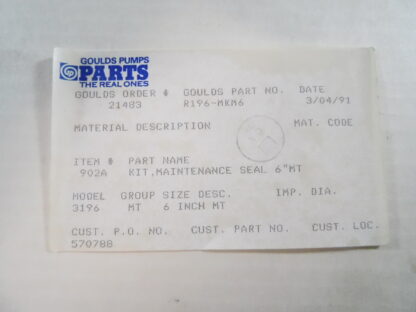 GOULDS PUMPS
PARTS
THE REAL ONES
GOULDS ORDER # GOULDS PART NO. DATE
21483 R196-MKM6 3/04/91
MATERIAL DESCRIPTION MAT. CODE
ITEM # PART NAME
902A KIT,MAINTENANCE SEAL 6"MT
MODEL GROUP SIZE DESC. IMP. DIA.
3196 MT 6 INCH MT
CUST. P.O. NO. CUST. PART NO. CUST. LOC.
570788